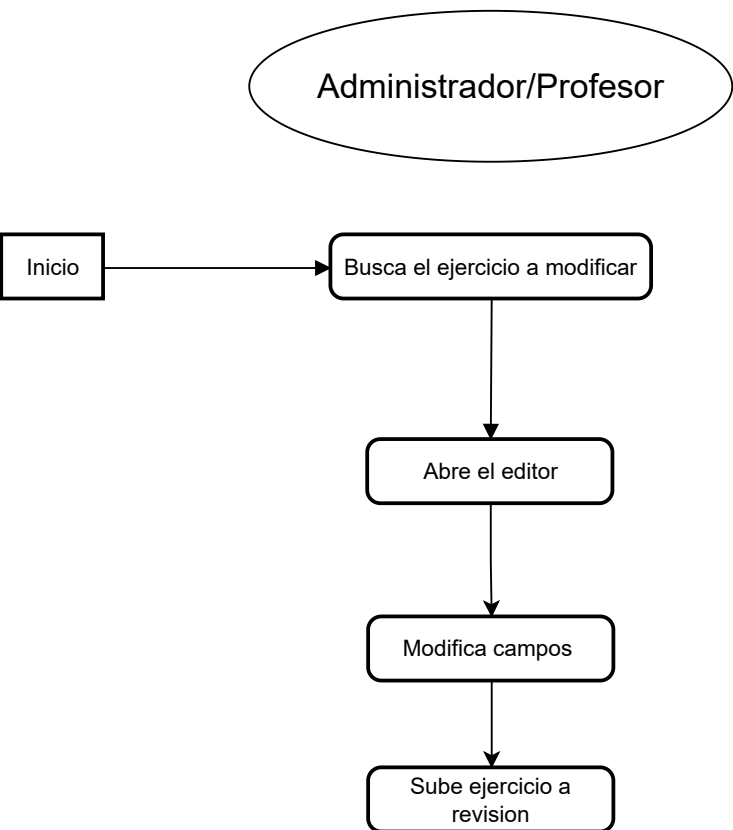 Administrador/Profesor
Inicio
Busca el ejercicio a modificar
Abre el editor
Modifica campos
Sube ejercicio a
revision